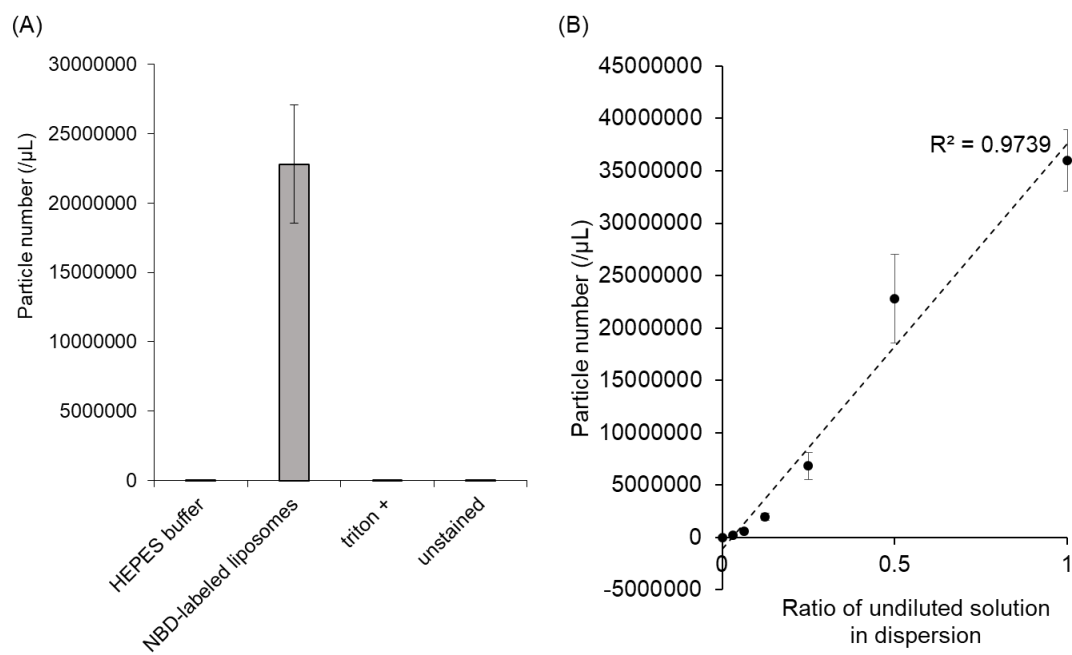 (A)
Particle number (/μL)
30000000
25000000
20000000
15000000
10000000
5000000
0
HEPES buffer
NBD-labeled liposomes
triton +
unstained
(B)
Particle number (/μL)
45000000
40000000
35000000
30000000
25000000
20000000
15000000
10000000
5000000
0
-5000000
R² = 0.9739
0
0.5
1
Ratio of undiluted solution
in dispersion